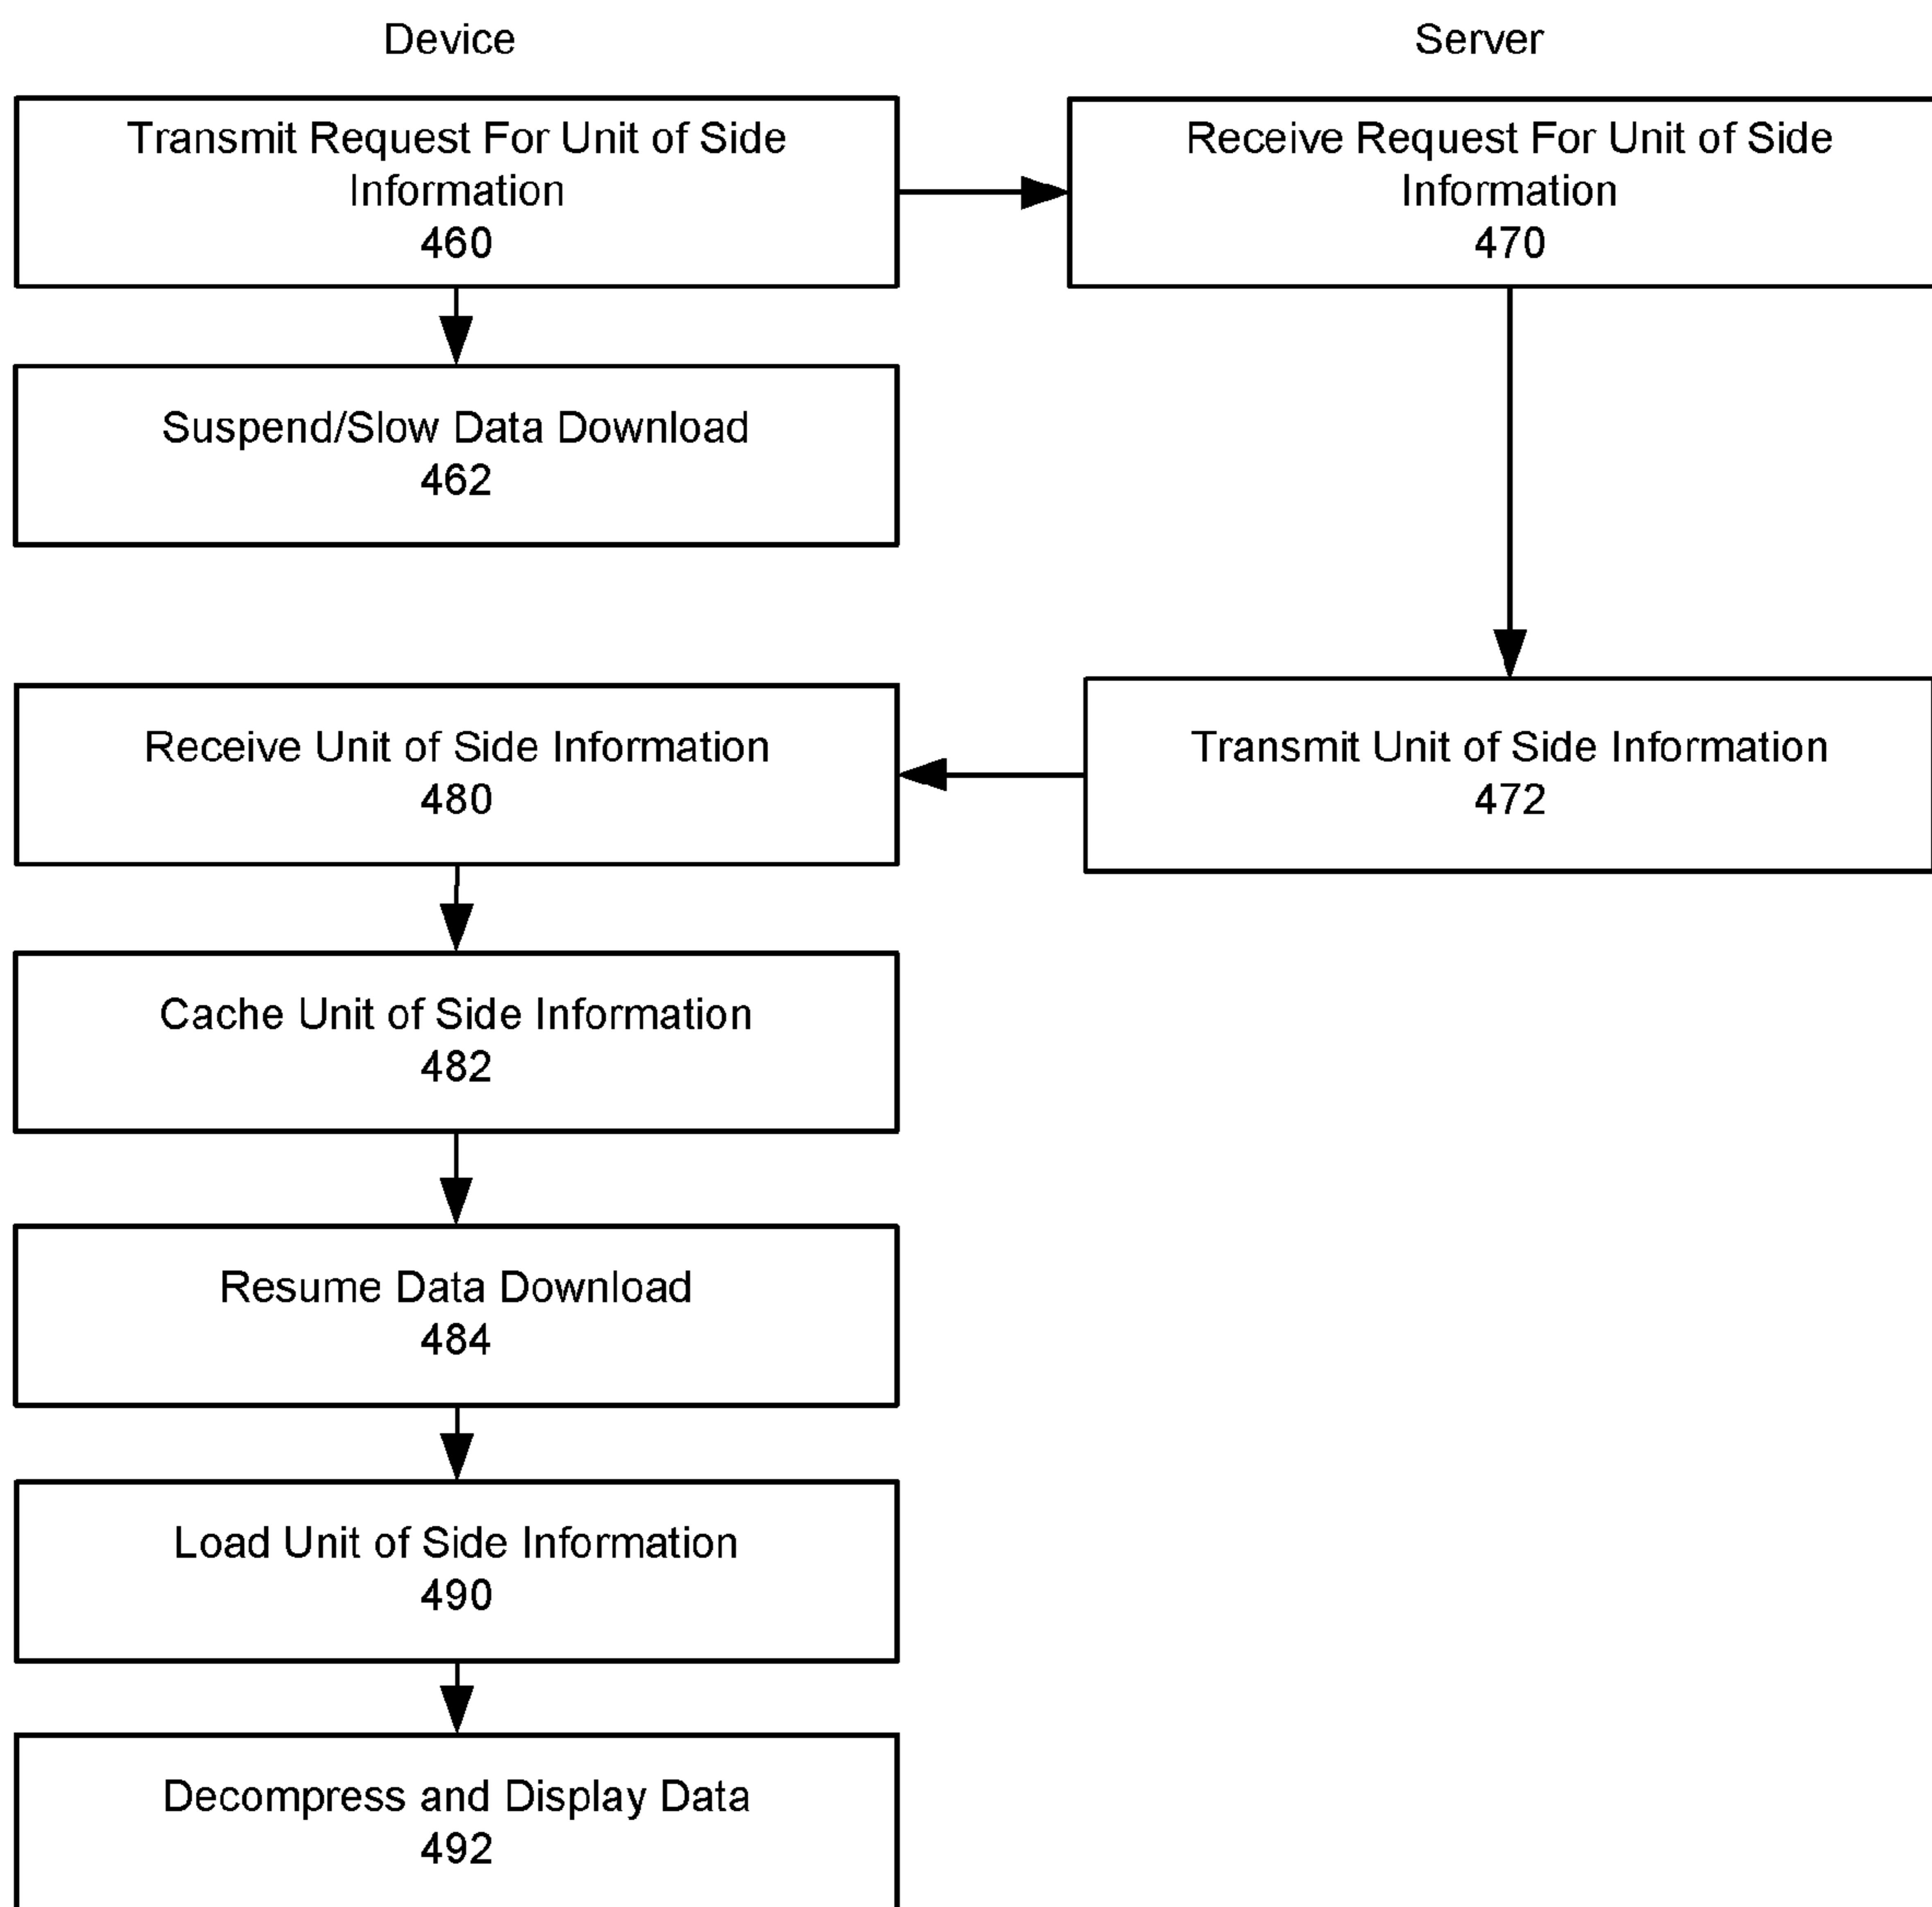 Device
Server
Transmit Request For Unit of Side
Information
460
Receive Request For Unit of Side
Information
470
Suspend/Slow Data Download
462
Receive Unit of Side Information
480
Transmit Unit of Side Information
472
Cache Unit of Side Information
482
Resume Data Download
484
Load Unit of Side Information
490
Decompress and Display Data
492